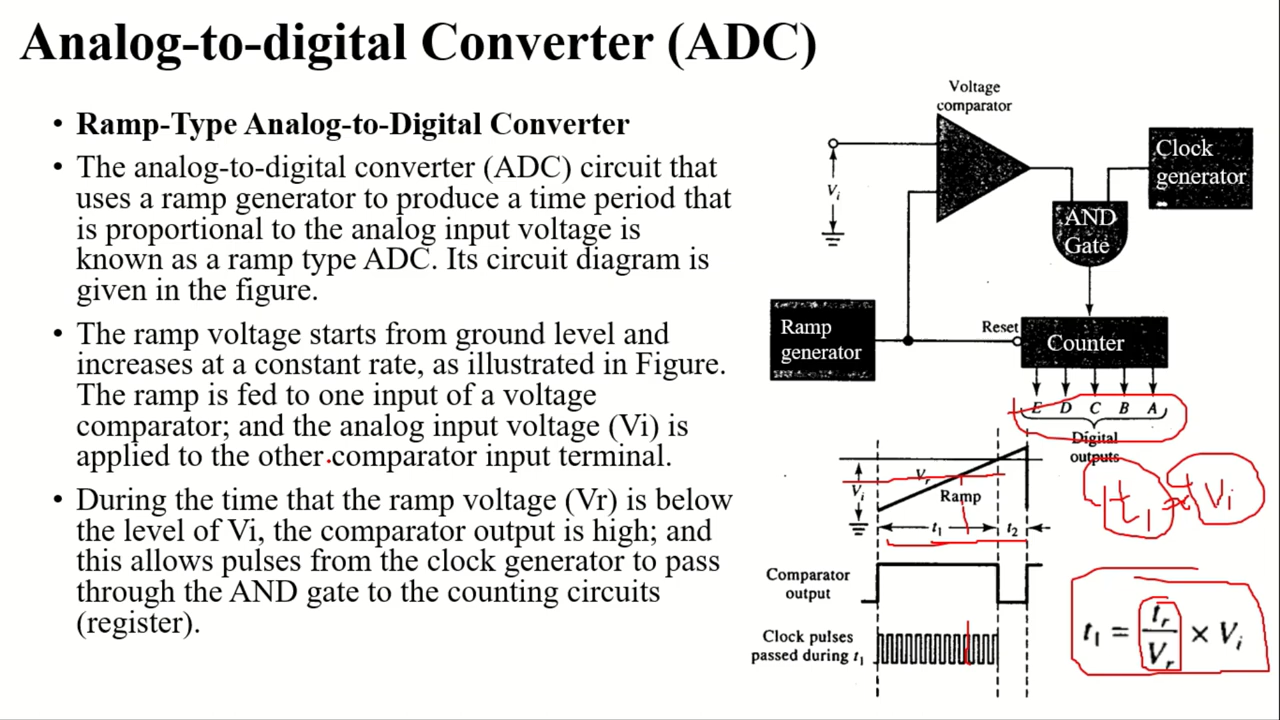 Analog-to-digital Converter (ADC)
• Ramp-Type Analog-to-Digital Converter
• The analog-to-digital converter (ADC) circuit that
uses a ramp generator to produce a time period that
is proportional to the analog input voltage is
known as a ramp type ADC. Its circuit diagram is
given in the figure.
• The ramp voltage starts from ground level and
increases at a constant rate, as illustrated in Figure.
The ramp is fed to one input of a voltage
comparator; and the analog input voltage (Vi) is
applied to the other comparator input terminal.
• During the time that the ramp voltage (Vr) is below
the level of Vi, the comparator output is high; and
this allows pulses from the clock generator to pass
through the AND gate to the counting circuits
(register).
Voltage
comparator
Clock
generator
Vi
AND
Gate
Ramp
generator
Reset
Counter
E D C B A
Digital
outputs
Vr
Vi
Ramp
t1 t2
t1 ∝ Vi
Comparator
output
Clock pulses
passed during t1
t1 = tr/Vr × Vi